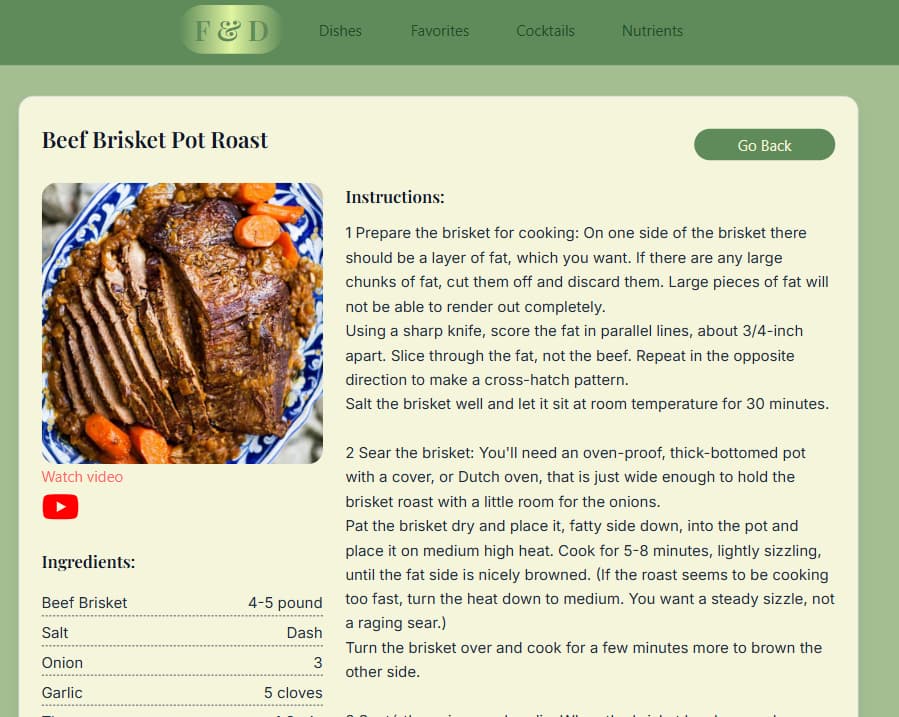 F & D
Dishes
Favorites
Cocktails
Nutrients
Beef Brisket Pot Roast
Go Back
Watch video
Ingredients:
Beef Brisket 4-5 pound
Salt Dash
Onion 3
Garlic 5 cloves
Instructions:
1 Prepare the brisket for cooking: On one side of the brisket there
should be a layer of fat, which you want. If there are any large
chunks of fat, cut them off and discard them. Large pieces of fat will
not be able to render out completely.
Using a sharp knife, score the fat in parallel lines, about 3/4-inch
apart. Slice through the fat, not the beef. Repeat in the opposite
direction to make a cross-hatch pattern.
Salt the brisket well and let it sit at room temperature for 30 minutes.
2 Sear the brisket: You'll need an oven-proof, thick-bottomed pot
with a cover, or Dutch oven, that is just wide enough to hold the
brisket roast with a little room for the onions.
Pat the brisket dry and place it, fatty side down, into the pot and
place it on medium high heat. Cook for 5-8 minutes, lightly sizzling,
until the fat side is nicely browned. (If the roast seems to be cooking
too fast, turn the heat down to medium. You want a steady sizzle, not
a raging sear.)
Turn the brisket over and cook for a few minutes more to brown the
other side.